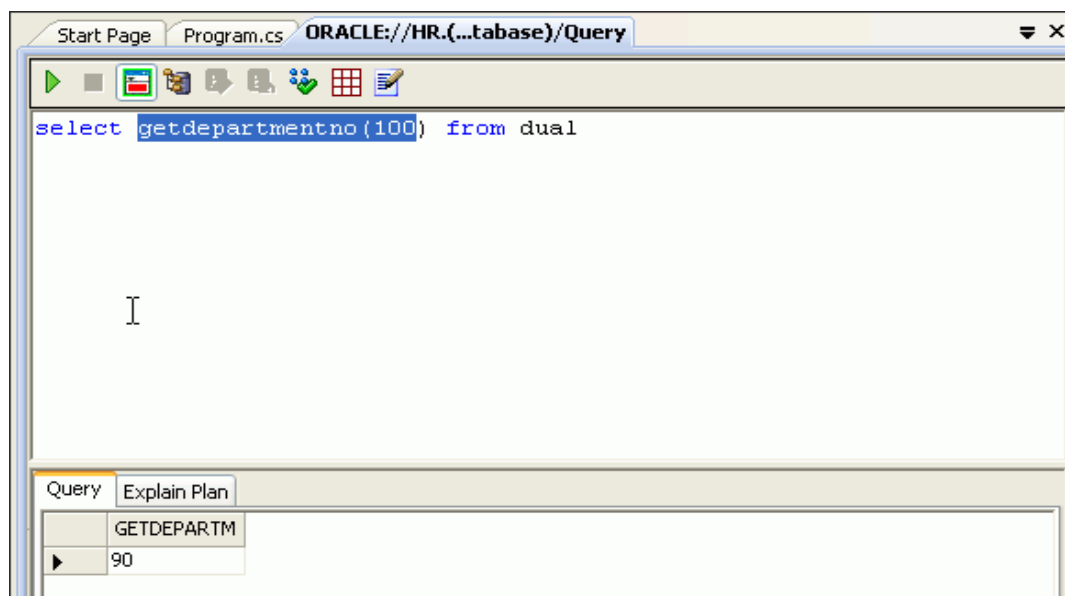 Start Page Program.cs ORACLE://HR.(...tabase)/Query
select getdepartmentno(100) from dual
Query Explain Plan
GETDEPARTM
90